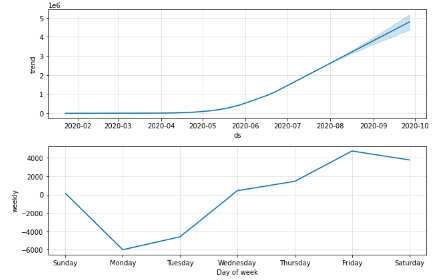 1e6
5
4
3
2
1
0
trend
2020-02 2020-03 2020-04 2020-05 2020-06 2020-07 2020-08 2020-09 2020-10
ds
4000
2000
0
−2000
−4000
−6000
weekly
Sunday Monday Tuesday Wednesday Thursday Friday Saturday
Day of week